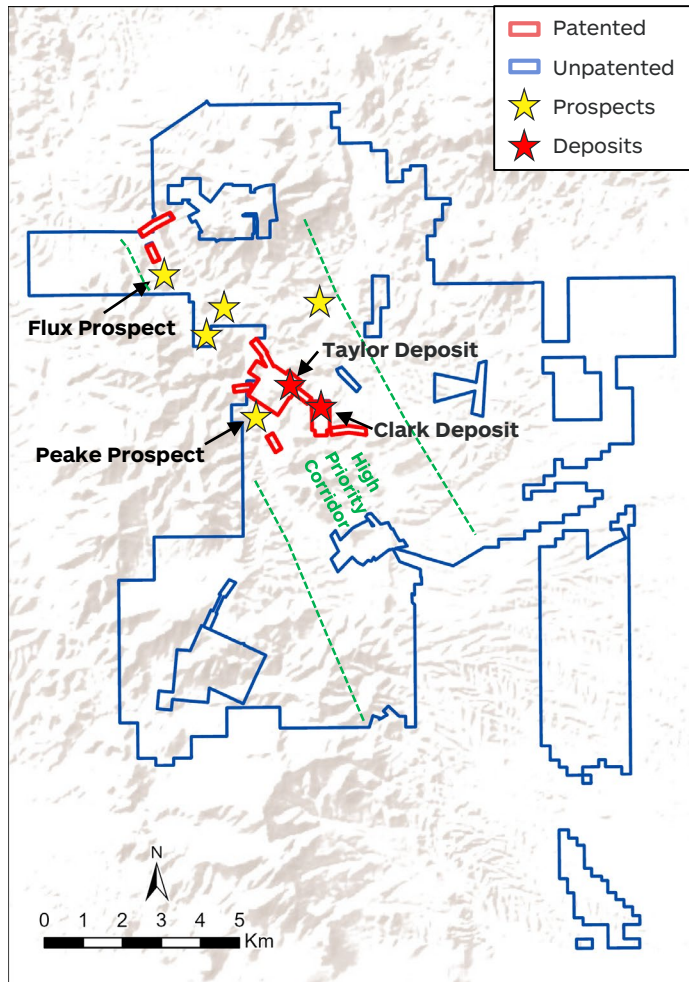 Patented
Unpatented
Prospects
Deposits
Flux Prospect
Taylor Deposit
Clark Deposit
Peake Prospect
High
Priority
Corridor
N
0 1 2 3 4 5
Km